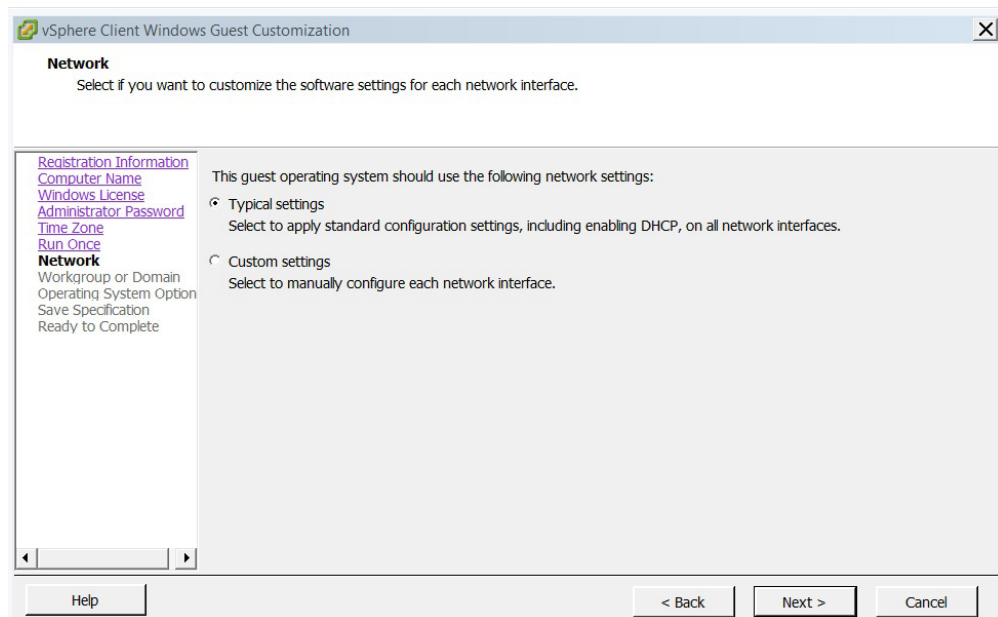 vSphere Client Windows Guest Customization
Network
Select if you want to customize the software settings for each network interface.
Registration Information
Computer Name
Windows License
Administrator Password
Time Zone
Run Once
Network
Workgroup or Domain
Operating System Option
Save Specification
Ready to Complete
This guest operating system should use the following network settings:
Typical settings
Select to apply standard configuration settings, including enabling DHCP, on all network interfaces.
Custom settings
Select to manually configure each network interface.
Help
< Back
Next >
Cancel